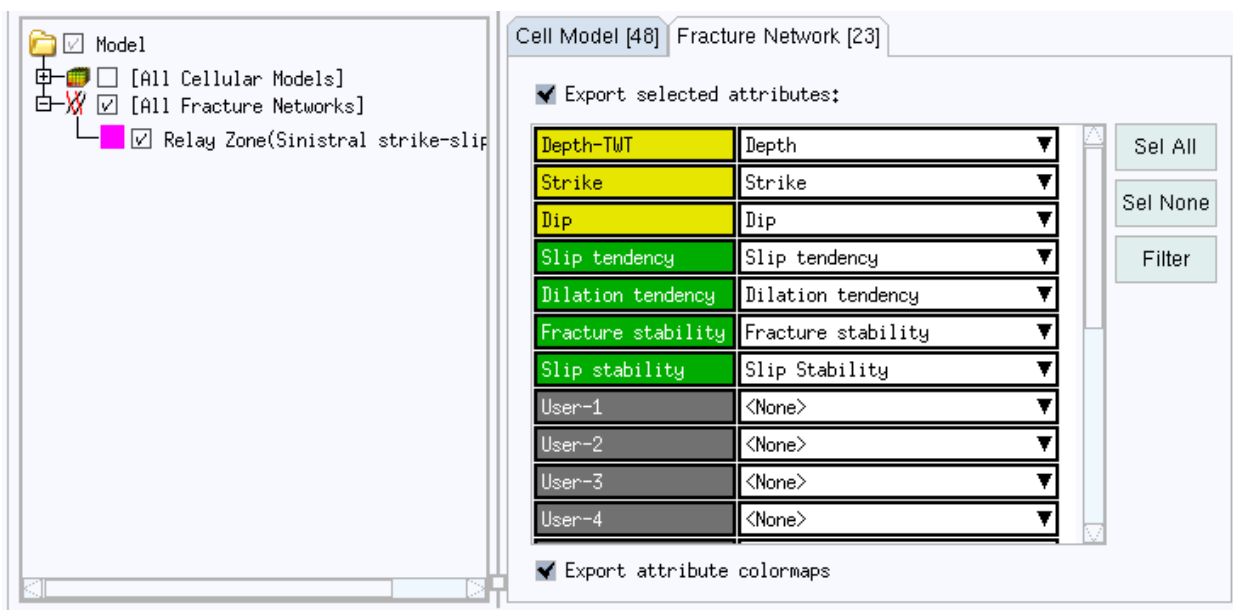 Model
[All Cellular Models]
[All Fracture Networks]
Relay Zone(Sinistral strike-slip
Cell Model [48] Fracture Network [23]
Export selected attributes:
Depth-TWT Depth
Strike Strike
Dip Dip
Slip tendency Slip tendency
Dilation tendency Dilation tendency
Fracture stability Fracture stability
Slip stability Slip Stability
User-1 <None>
User-2 <None>
User-3 <None>
User-4 <None>
Sel All
Sel None
Filter
Export attribute colormaps